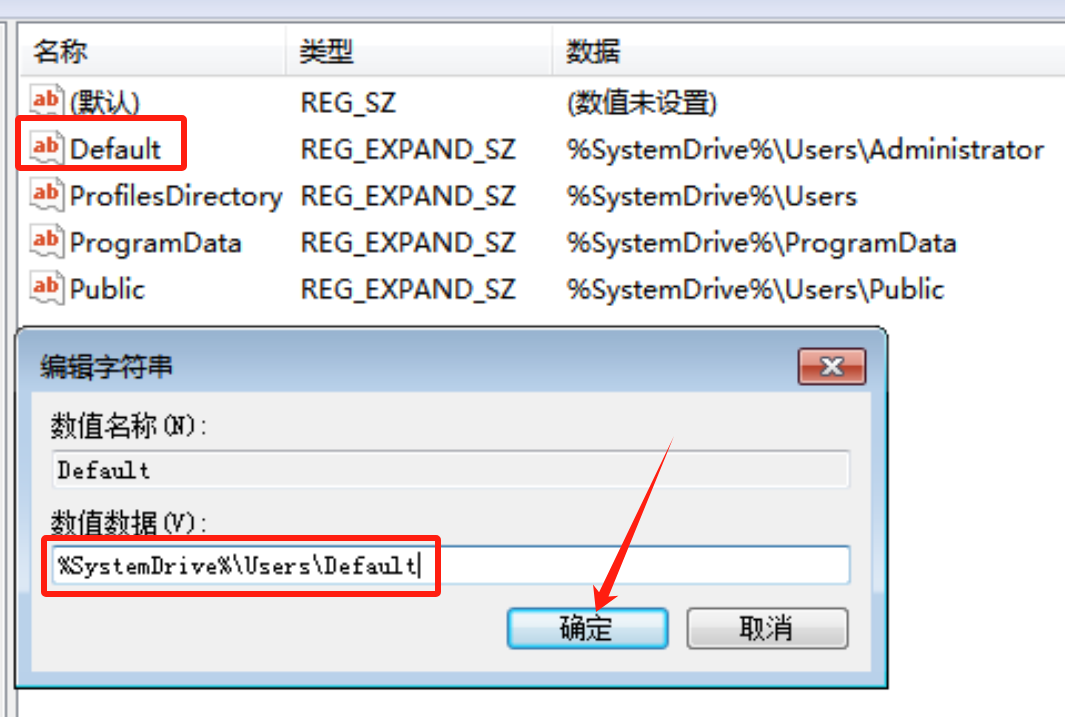 名称 类型 数据
ab (默认) REG_SZ (数值未设置)
ab Default REG_EXPAND_SZ %SystemDrive%\Users\Administrator
ab ProfilesDirectory REG_EXPAND_SZ %SystemDrive%\Users
ab ProgramData REG_EXPAND_SZ %SystemDrive%\ProgramData
ab Public REG_EXPAND_SZ %SystemDrive%\Users\Public
编辑字符串
数值名称(N):
Default
数值数据(V):
%SystemDrive%\Users\Default
确定 取消